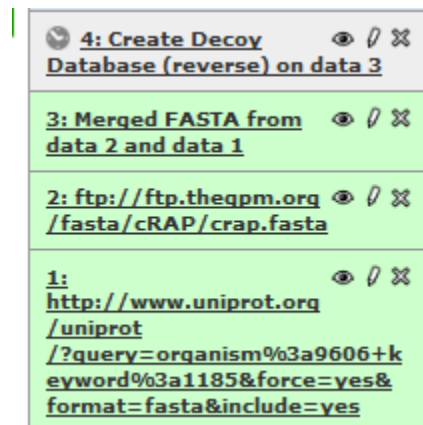 4: Create Decoy
Database (reverse) on data 3
3: Merged FASTA from
data 2 and data 1
2: ftp://ftp.thegpm.org
/fasta/cRAP/crap.fasta
1:
http://www.uniprot.org
/uniprot
/?query=organism%3a9606+k
eyword%3a1185&force=yes&
format=fasta&include=yes